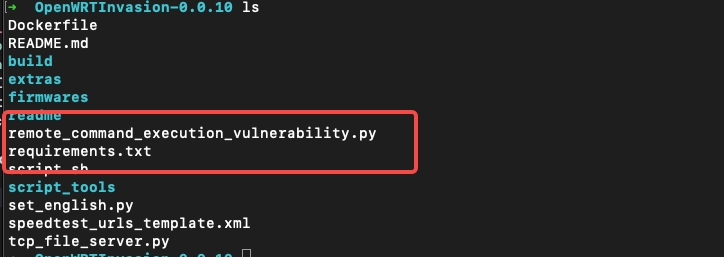 ➜ OpenWRTInvasion-0.0.10 ls
Dockerfile
README.md
build
extras
firmwares
readme
remote_command_execution_vulnerability.py
requirements.txt
script.sh
script_tools
set_english.py
speedtest_urls_template.xml
tcp_file_server.py
➜ OpenWRTInvasion-0.0.10